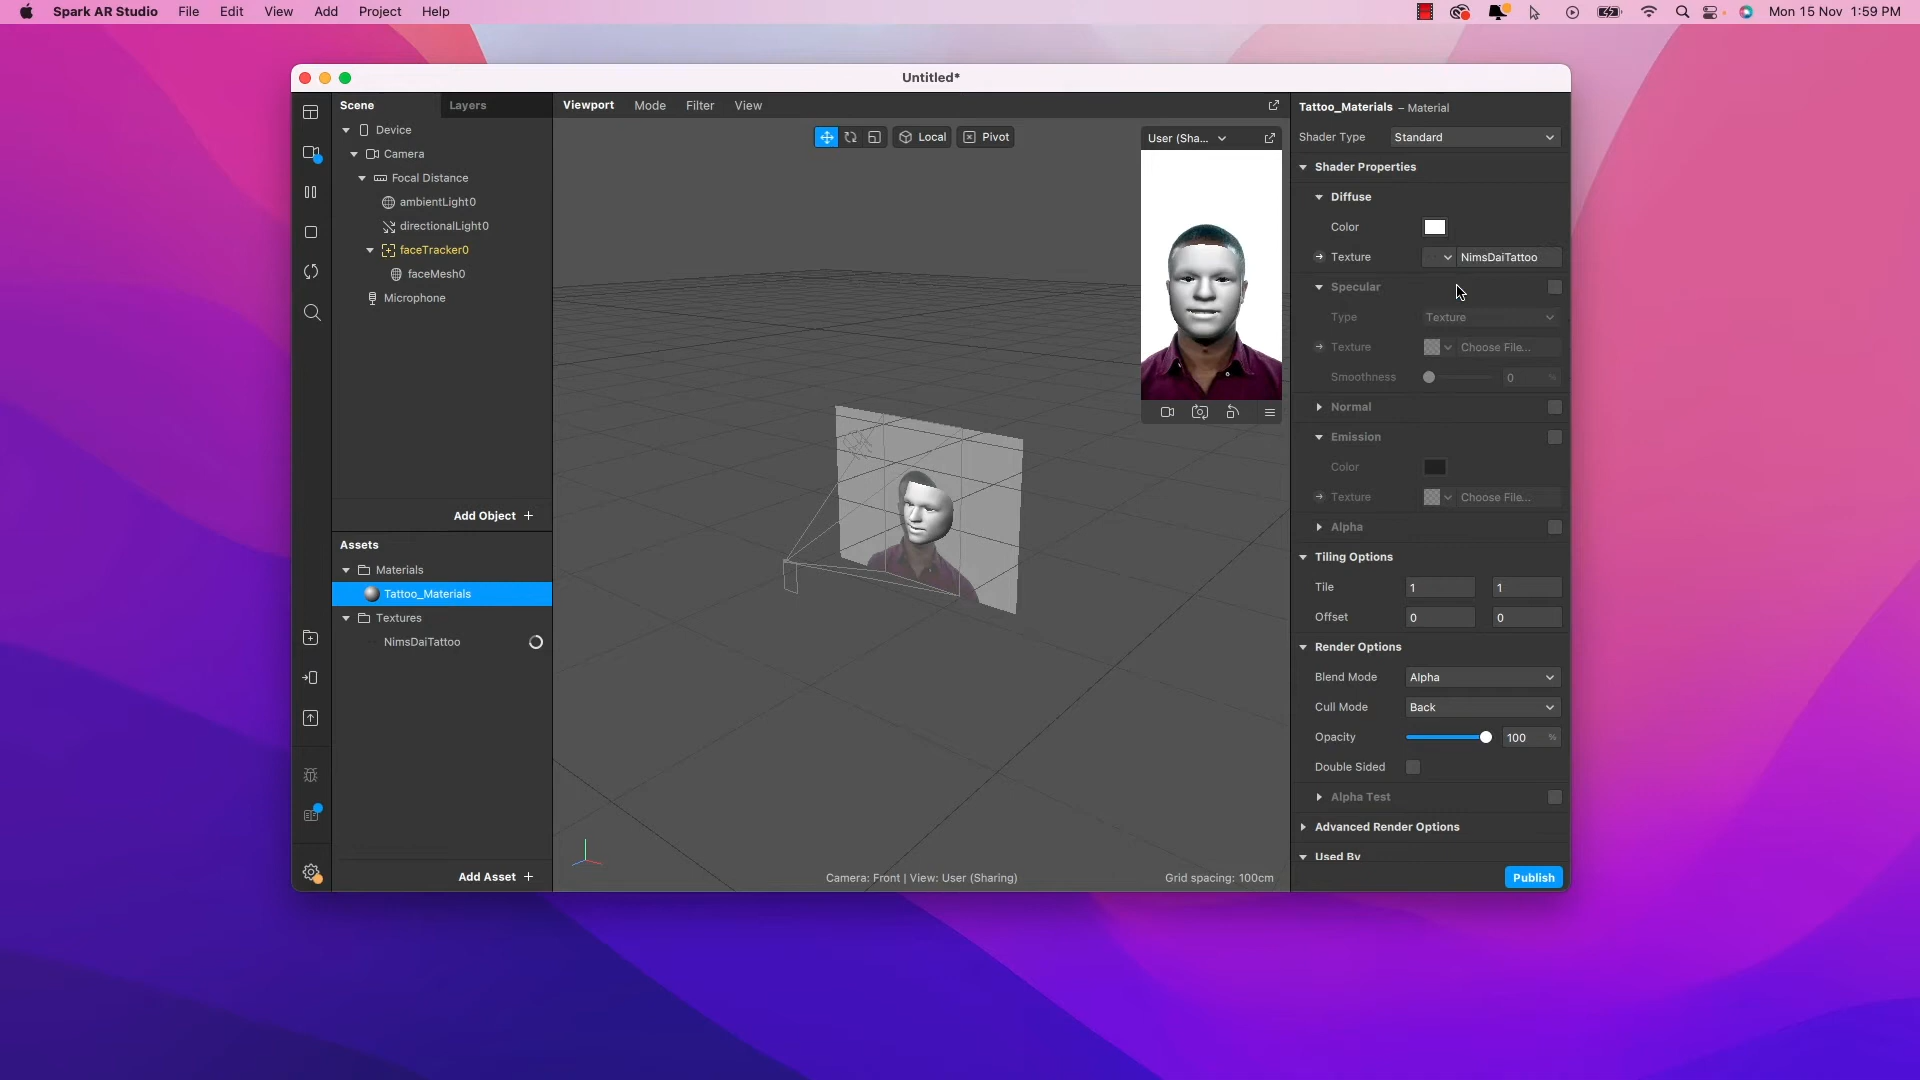 Spark AR Studio File Edit View Add Project Help Mon 15 Nov 1:59 PM
Untitled*
Scene Layers
Device
Camera
Focal Distance
ambientLight0
directionalLight0
faceTracker0
faceMesh0
Microphone
Add Object +
Assets
Materials
Tattoo_Materials
Textures
NimsDaiTattoo
Add Asset +
Viewport Mode Filter View
Local Pivot
User (Sha...
Camera: Front | View: User (Sharing) Grid spacing: 100cm
Tattoo_Materials – Material
Shader Type Standard
Shader Properties
Diffuse
Color
Texture NimsDaiTattoo
Specular
Type Texture
Texture Choose File...
Smoothness 0 %
Normal
Emission
Color
Texture Choose File...
Alpha
Tiling Options
Tile 1 1
Offset 0 0
Render Options
Blend Mode Alpha
Cull Mode Back
Opacity 100 %
Double Sided
Alpha Test
Advanced Render Options
Used By
Publish